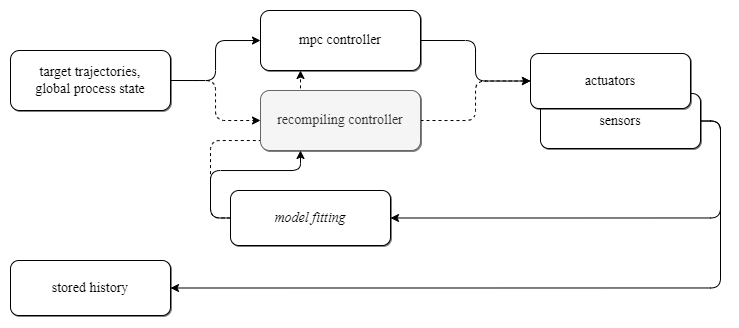 mpc controller
target trajectories,
global process state
actuators
recompiling controller
sensors
model fitting
stored history